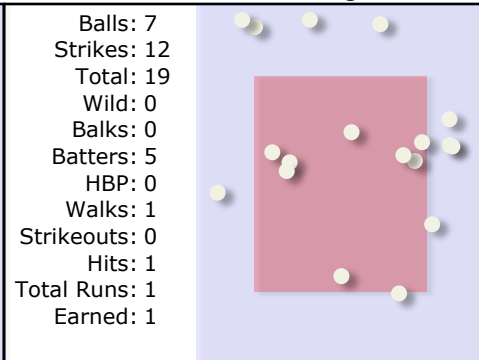 Balls: 7
Strikes: 12
Total: 19
Wild: 0
Balks: 0
Batters: 5
HBP: 0
Walks: 1
Strikeouts: 0
Hits: 1
Total Runs: 1
Earned: 1